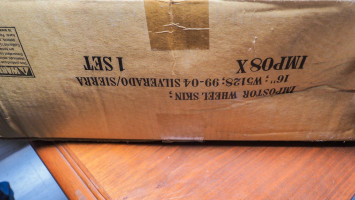 IMPOSTOR WHEEL SKIN;
16"; W512S; 99-04 SILVERADO/SIERRA
IMP08X 1 SET